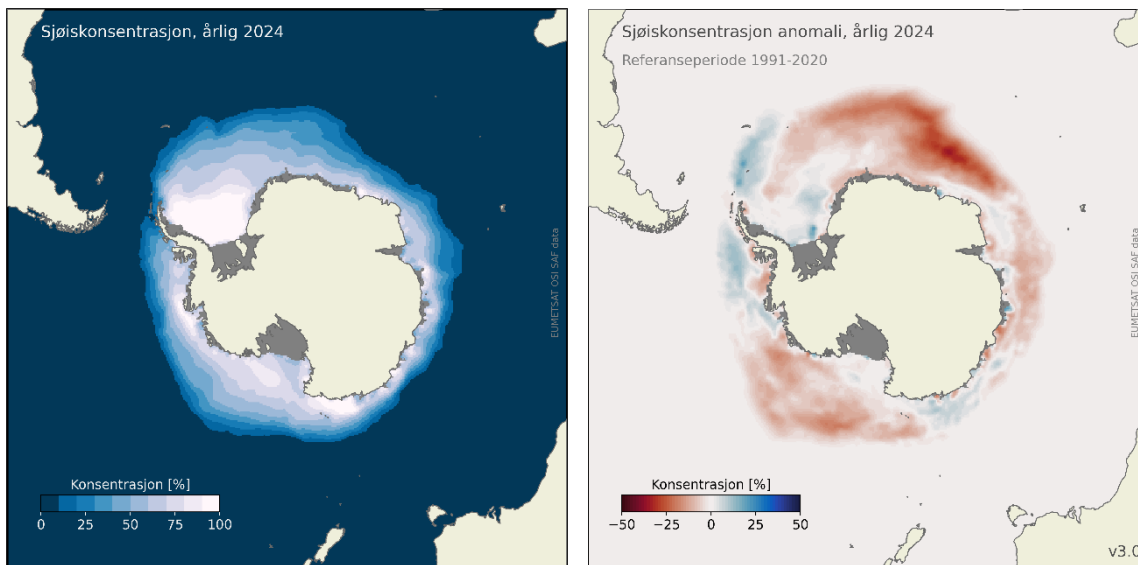 Sjøiskonsentrasjon, årlig 2024
EUMETSAT OSI SAF data
Konsentrasjon [%]
0 25 50 75 100
Sjøiskonsentrasjon anomali, årlig 2024
Referanseperiode 1991-2020
EUMETSAT OSI SAF data
Konsentrasjon [%]
−50 −25 0 25 50
v3.0